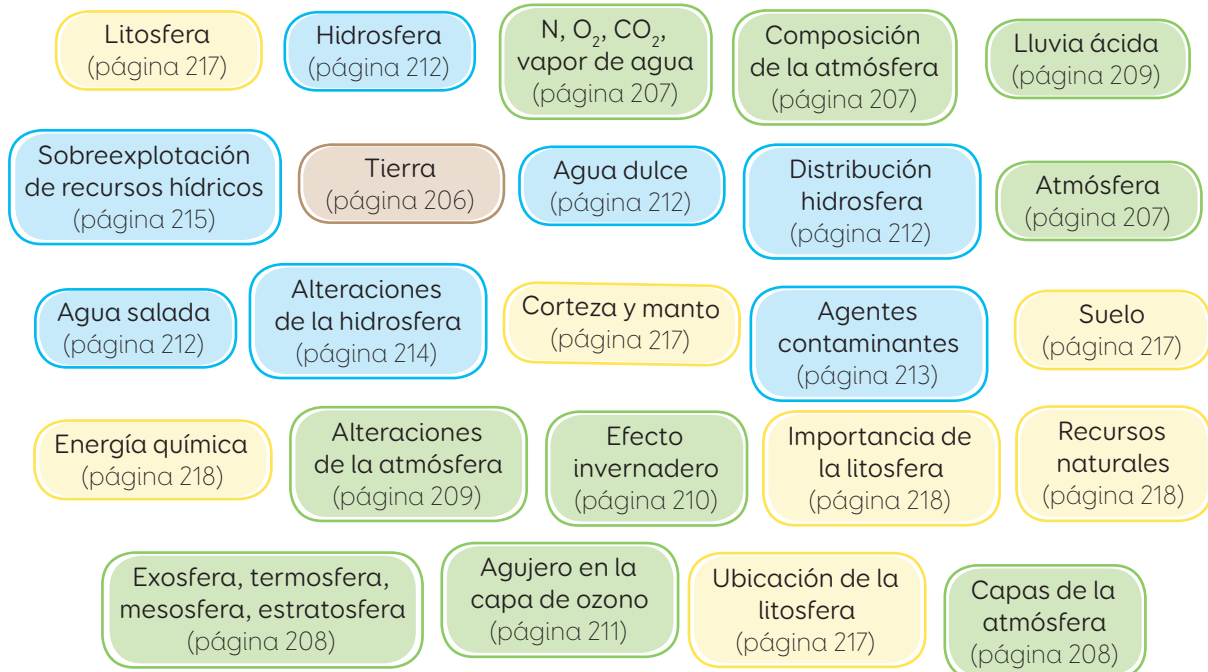 Litosfera
(página 217)
Hidrosfera
(página 212)
N, O₂, CO₂,
vapor de agua
(página 207)
Composición
de la atmósfera
(página 207)
Lluvia ácida
(página 209)
Sobreexplotación
de recursos hídricos
(página 215)
Tierra
(página 206)
Agua dulce
(página 212)
Distribución
hidrosfera
(página 212)
Atmósfera
(página 207)
Agua salada
(página 212)
Alteraciones
de la hidrosfera
(página 214)
Corteza y manto
(página 217)
Agentes
contaminantes
(página 213)
Suelo
(página 217)
Energía química
(página 218)
Alteraciones
de la atmósfera
(página 209)
Efecto
invernadero
(página 210)
Importancia de
la litosfera
(página 218)
Recursos
naturales
(página 218)
Exosfera, termosfera,
mesosfera, estratosfera
(página 208)
Agujero en la
capa de ozono
(página 211)
Ubicación de la
litosfera
(página 217)
Capas de la
atmósfera
(página 208)